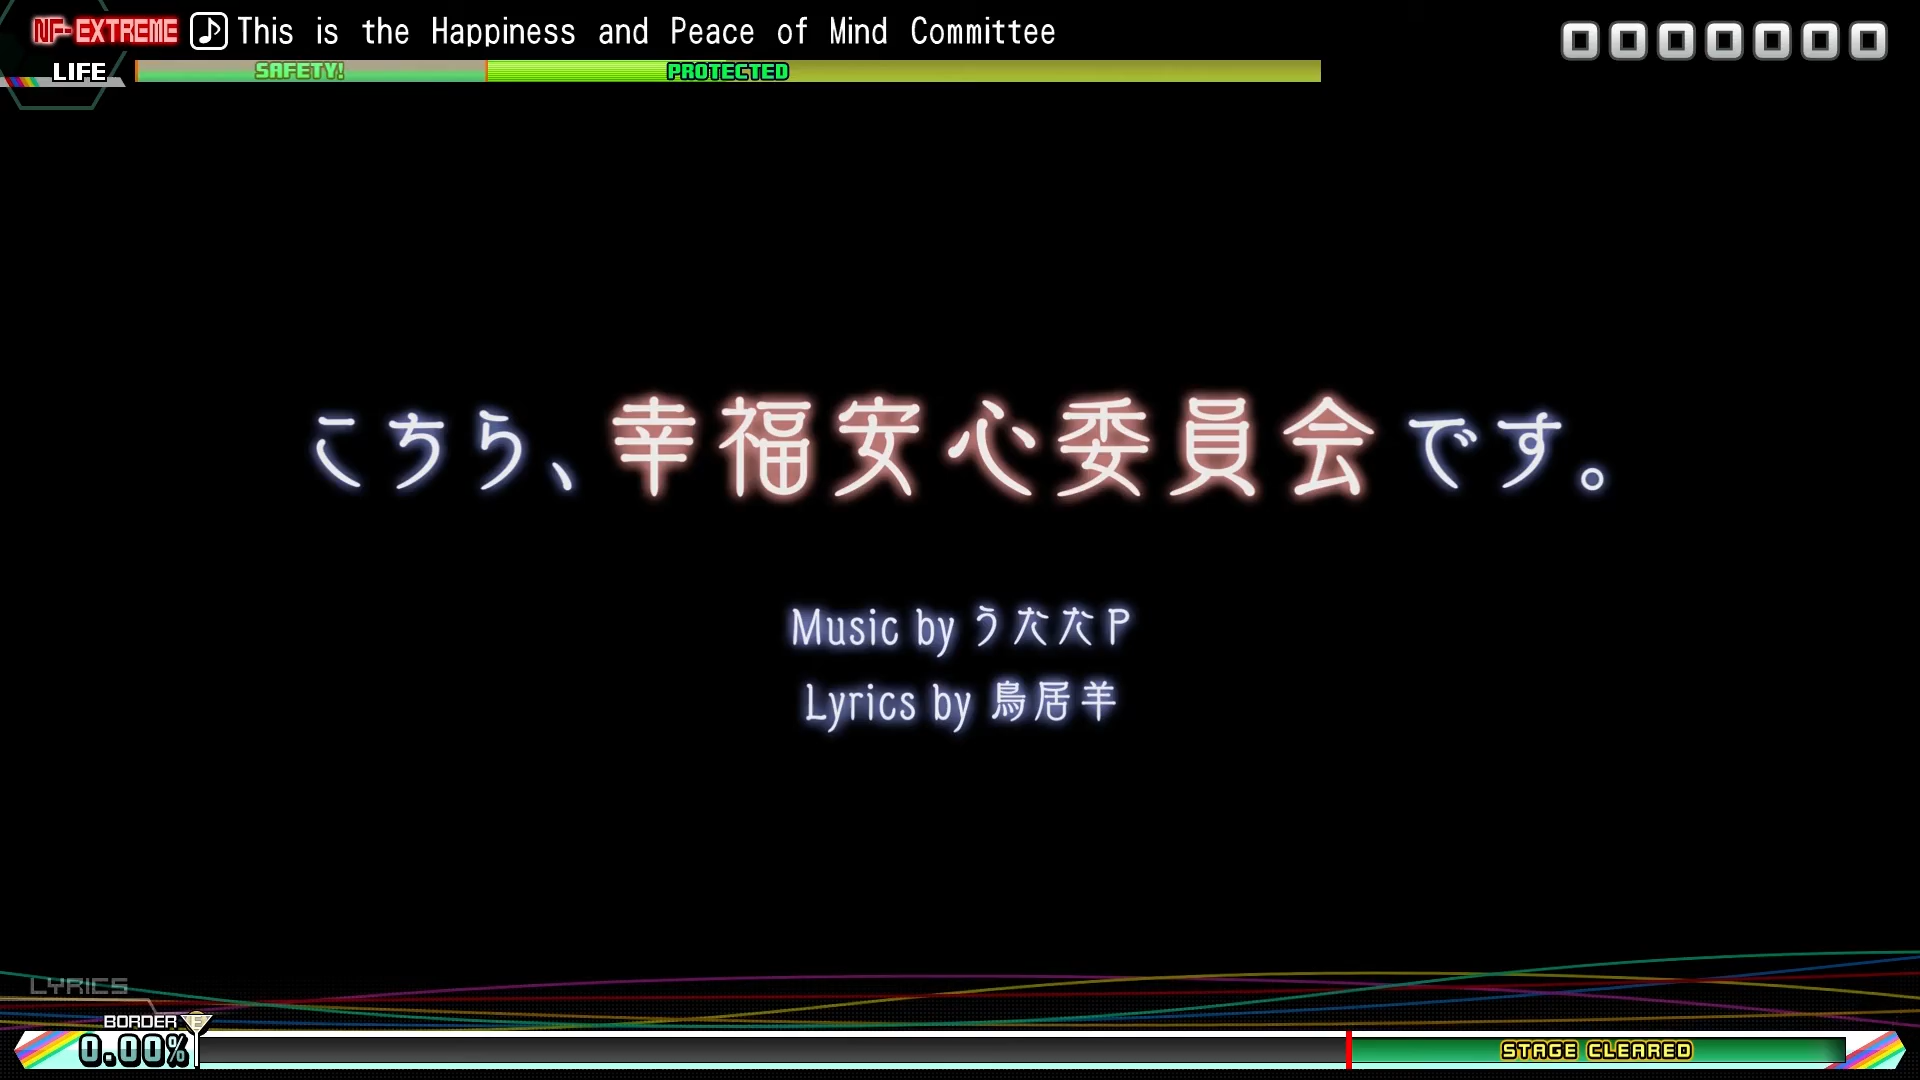 NF-EXTREME ♪ This is the Happiness and Peace of Mind Committee
0000000
LIFE SAFETY! PROTECTED
こちら、幸福安心委員会です。
Music by うたたP
Lyrics by 鳥居羊
LYRICS
BORDER E
0.00% STAGE CLEARED